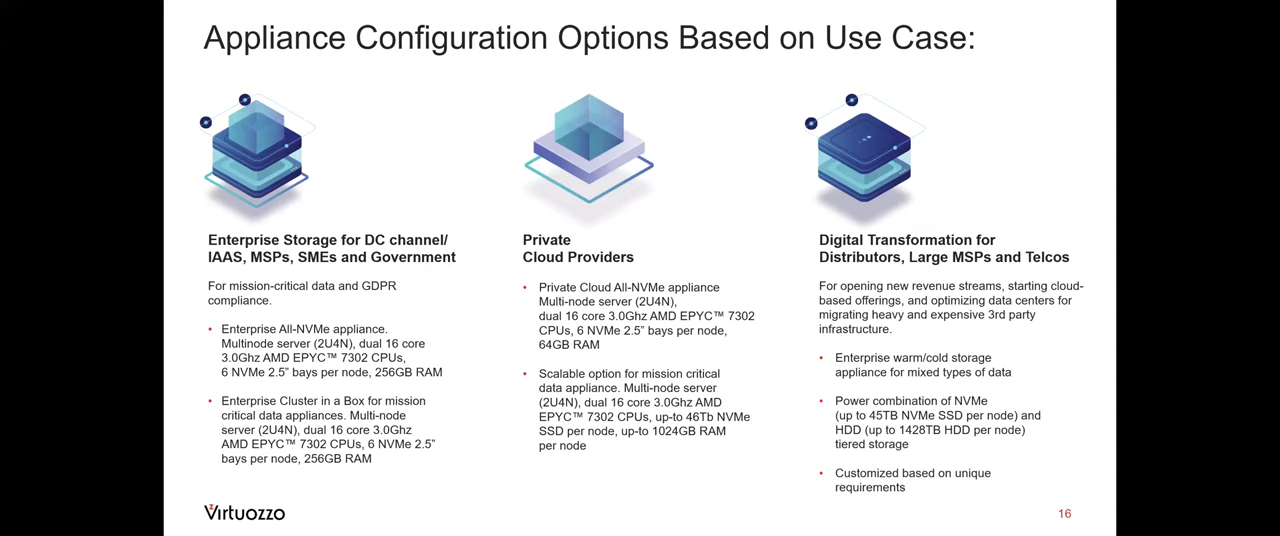 Appliance Configuration Options Based on Use Case:
Enterprise Storage for DC channel/
IAAS, MSPs, SMEs and Government
For mission-critical data and GDPR
compliance.
• Enterprise All-NVMe appliance.
Multinode server (2U4N), dual 16 core
3.0Ghz AMD EPYC™ 7302 CPUs,
6 NVMe 2.5” bays per node, 256GB RAM
• Enterprise Cluster in a Box for mission
critical data appliances. Multi-node
server (2U4N), dual 16 core 3.0Ghz
AMD EPYC™ 7302 CPUs, 6 NVMe 2.5”
bays per node, 256GB RAM
Private
Cloud Providers
• Private Cloud All-NVMe appliance
Multi-node server (2U4N),
dual 16 core 3.0Ghz AMD EPYC™ 7302
CPUs, 6 NVMe 2.5” bays per node,
64GB RAM
• Scalable option for mission critical
data appliance. Multi-node server
(2U4N), dual 16 core 3.0Ghz AMD
EPYC™ 7302 CPUs, up-to 46Tb NVMe
SSD per node, up-to 1024GB RAM
per node
Digital Transformation for
Distributors, Large MSPs and Telcos
For opening new revenue streams, starting cloud-
based offerings, and optimizing data centers for
migrating heavy and expensive 3rd party
infrastructure.
• Enterprise warm/cold storage
appliance for mixed types of data
• Power combination of NVMe
(up to 45TB NVMe SSD per node) and
HDD (up to 1428TB HDD per node)
tiered storage
• Customized based on unique
requirements
Virtuozzo
16